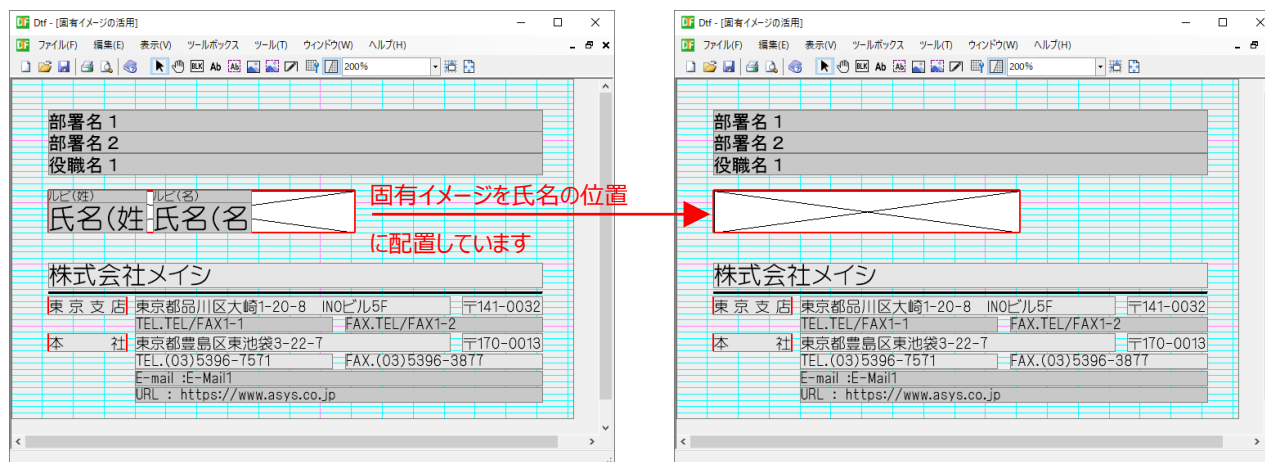 Dtf - [固有イメージの活用]
ファイル(F) 編集(E) 表示(V) ツールボックス ツール(T) ウィンドウ(W) ヘルプ(H)
BLK Ab Ab 200%
部署名1
部署名2
役職名1
ルビ(姓) ルビ(名)
氏名(姓 氏名(名
株式会社メイシ
東京支店 東京都品川区大崎1-20-8 INOビル5F 〒141-0032
TEL.TEL/FAX1-1 FAX.TEL/FAX1-2
本 社 東京都豊島区東池袋3-22-7 〒170-0013
TEL.(03)5396-7571 FAX.(03)5396-3877
E-mail :E-Mail1
URL : https://www.asys.co.jp
固有イメージを氏名の位置
に配置しています
Dtf - [固有イメージの活用]
ファイル(F) 編集(E) 表示(V) ツールボックス ツール(T) ウィンドウ(W) ヘルプ(H)
BLK Ab Ab 200%
部署名1
部署名2
役職名1
株式会社メイシ
東京支店 東京都品川区大崎1-20-8 INOビル5F 〒141-0032
TEL.TEL/FAX1-1 FAX.TEL/FAX1-2
本 社 東京都豊島区東池袋3-22-7 〒170-0013
TEL.(03)5396-7571 FAX.(03)5396-3877
E-mail :E-Mail1
URL : https://www.asys.co.jp